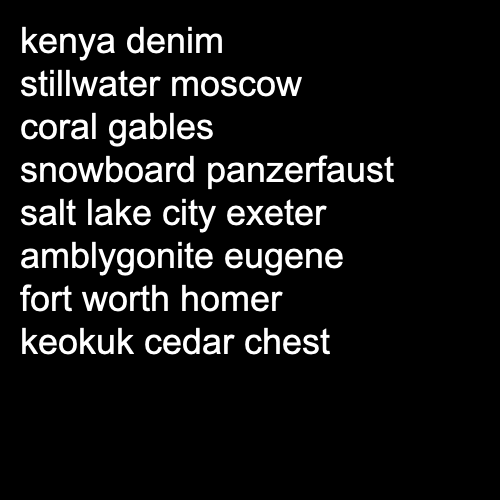 kenya denim
stillwater moscow
coral gables
snowboard panzerfaust
salt lake city exeter
amblygonite eugene
fort worth homer
keokuk cedar chest